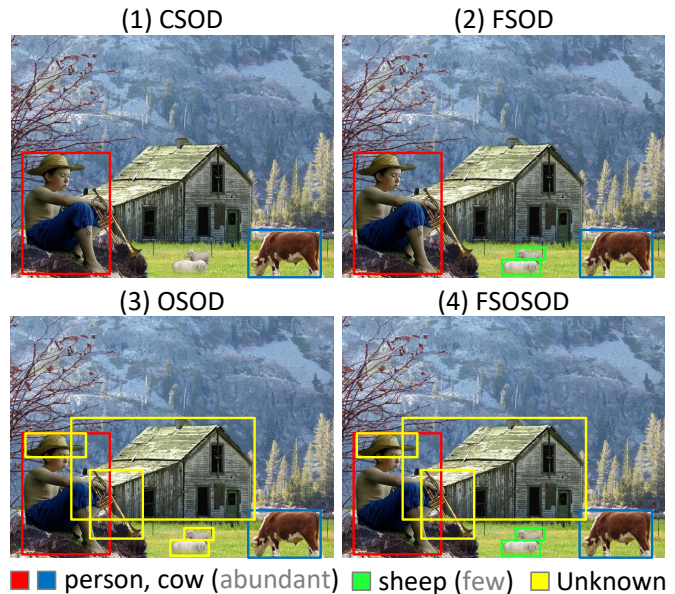 (1) CSOD
(2) FSOD
(3) OSOD
(4) FSOSOD
person, cow (abundant)
sheep (few)
Unknown